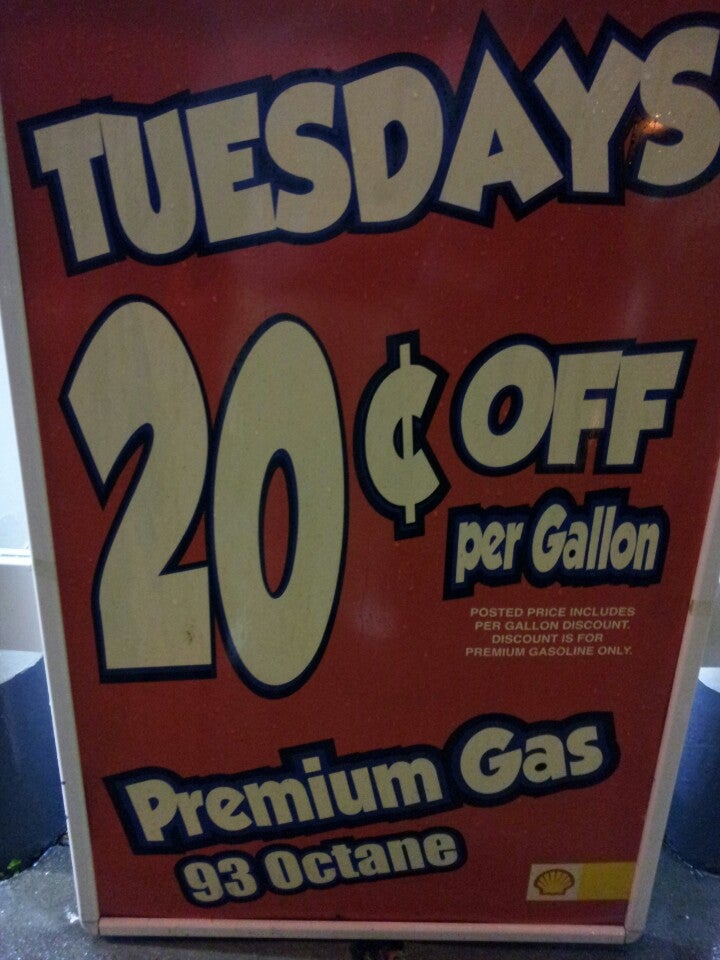 TUESDAYS
20¢ OFF
per Gallon
POSTED PRICE INCLUDES
PER GALLON DISCOUNT.
DISCOUNT IS FOR
PREMIUM GASOLINE ONLY.
Premium Gas
93 Octane